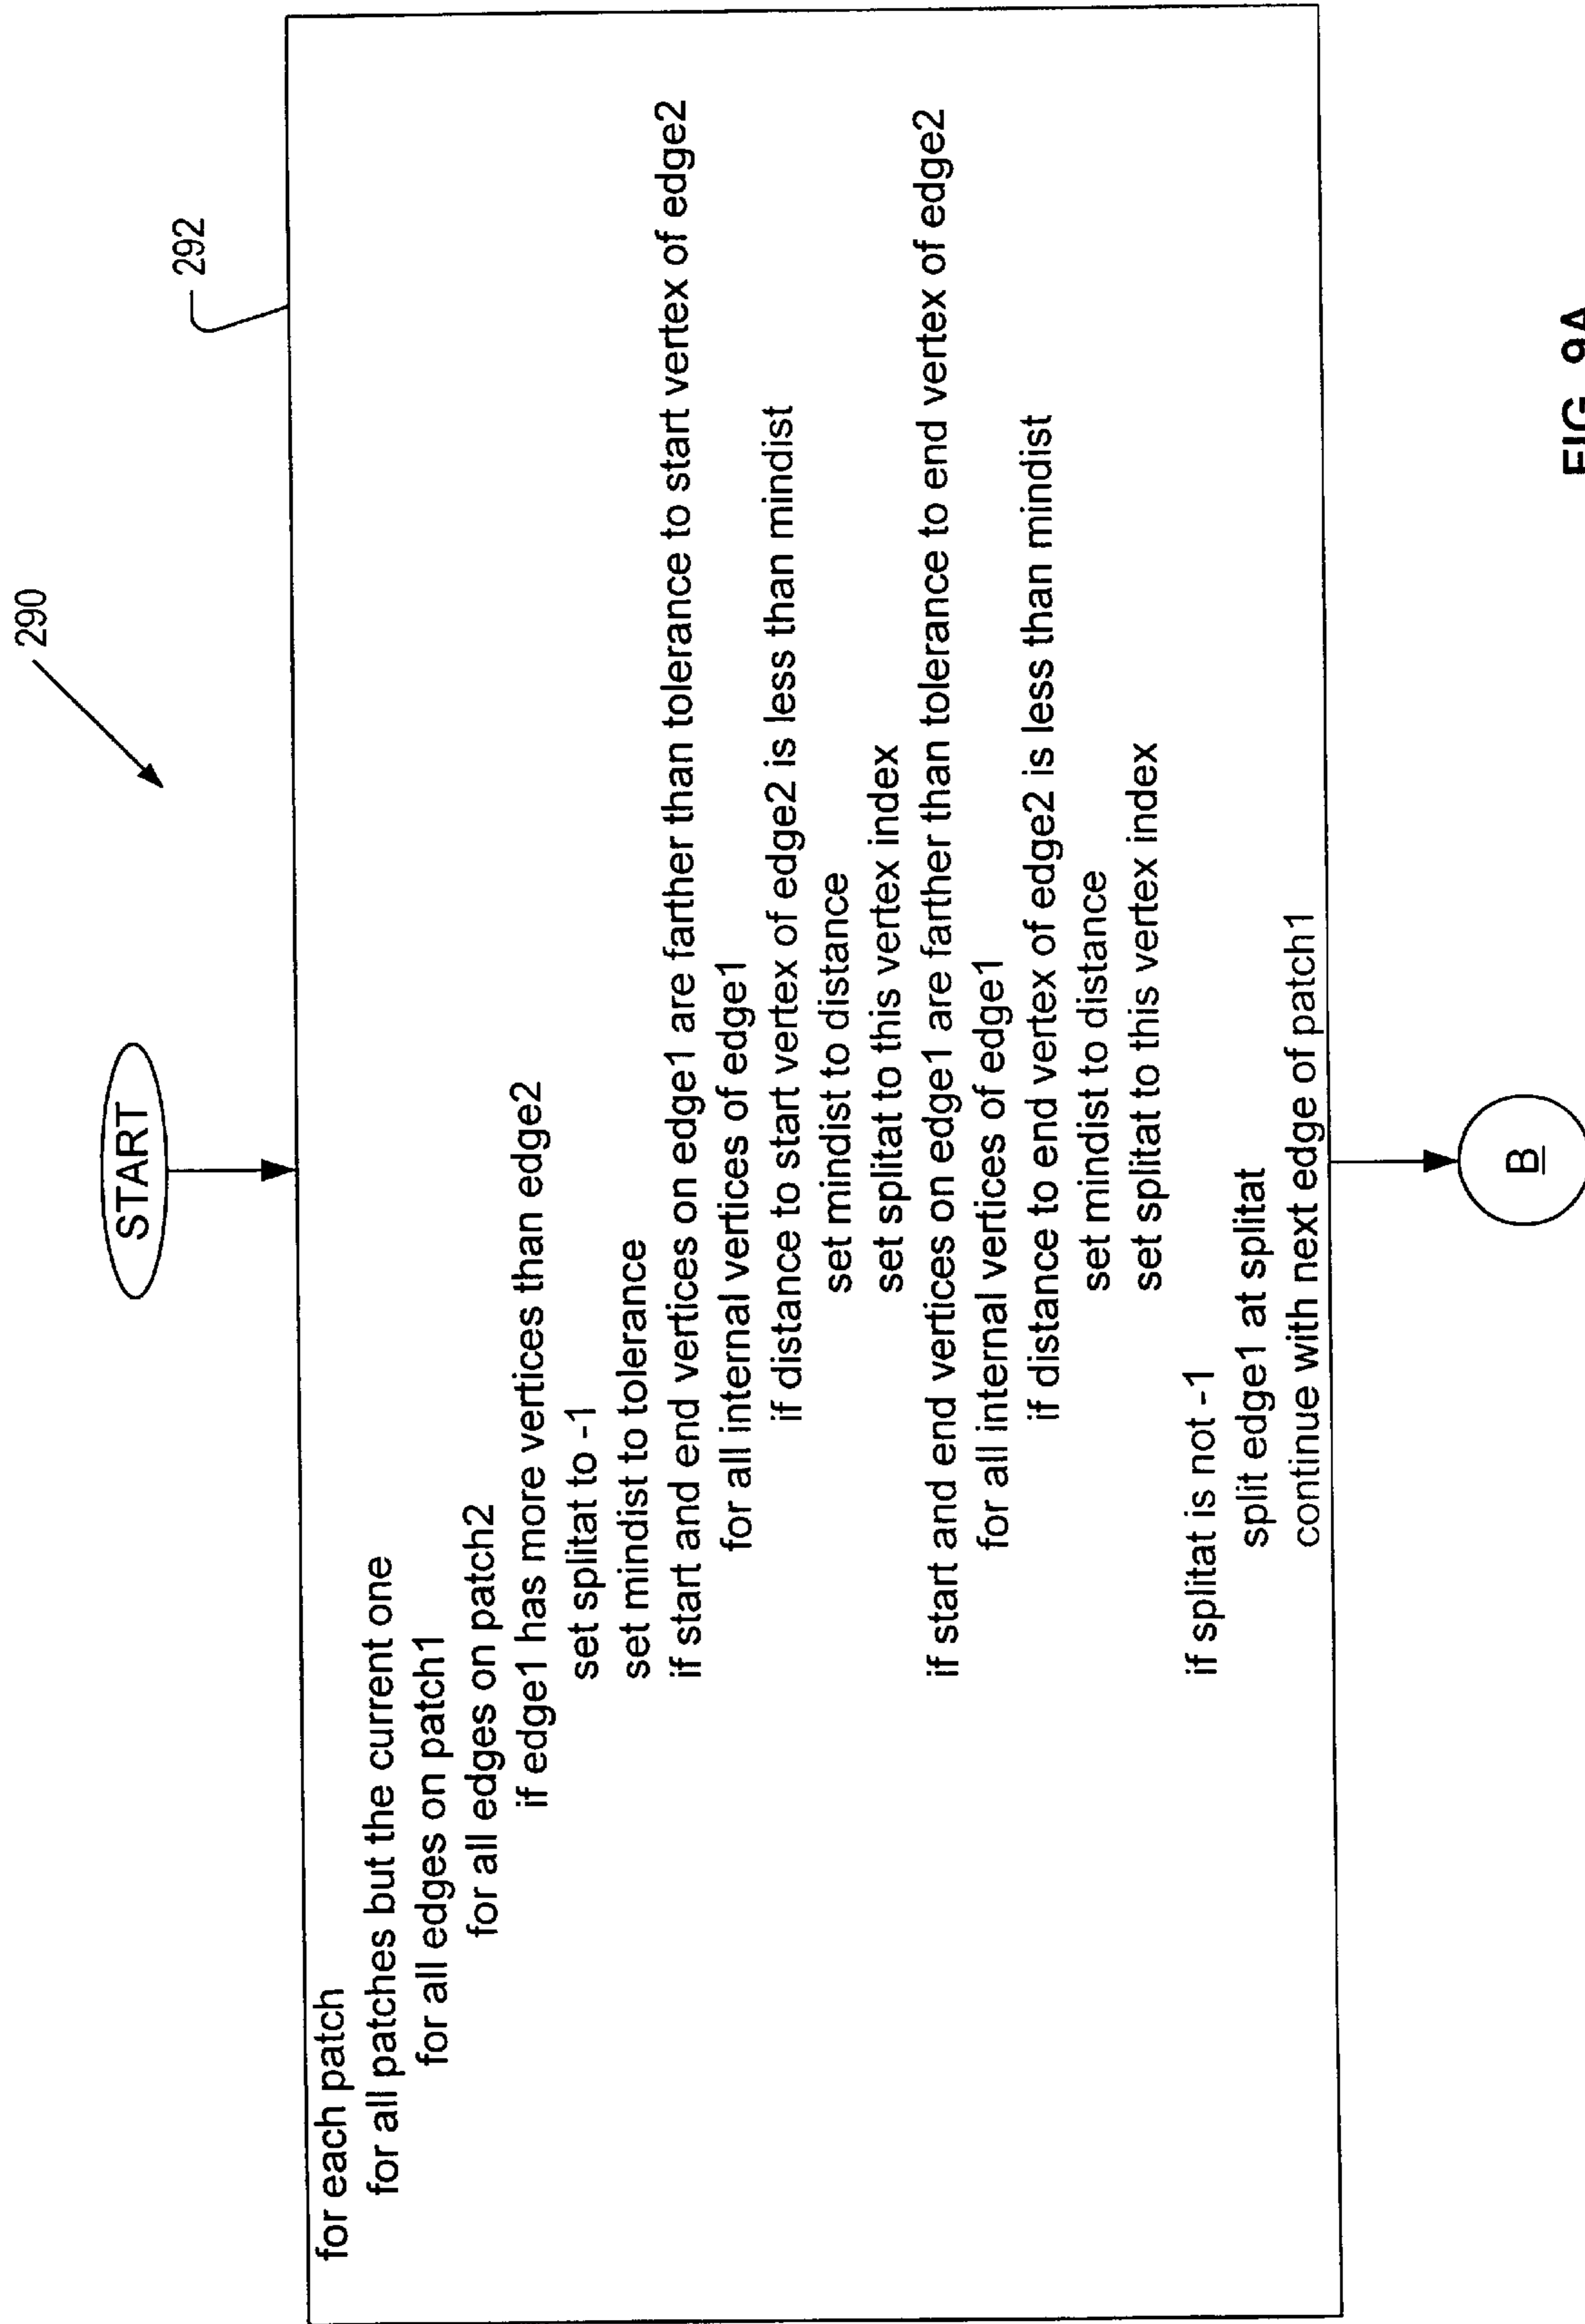 290
START
292
for each patch
for all patches but the current one
for all edges on patch1
for all edges on patch2
if edge1 has more vertices than edge2
set splitat to -1
set mindist to tolerance
if start and end vertices on edge1 are farther than tolerance to start vertex of edge2
for all internal vertices of edge1
if distance to start vertex of edge2 is less than mindist
set mindist to distance
set splitat to this vertex index
if start and end vertices on edge1 are farther than tolerance to end vertex of edge2
for all internal vertices of edge1
if distance to end vertex of edge2 is less than mindist
set mindist to distance
set splitat to this vertex index
if splitat is not -1
split edge1 at splitat
continue with next edge of patch1
B
FIG. 9A